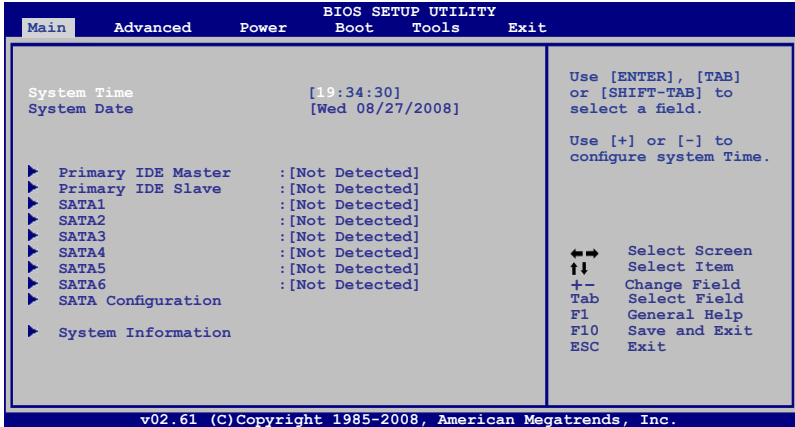 BIOS SETUP UTILITY
Main Advanced Power Boot Tools Exit
System Time [19:34:30]
System Date [Wed 08/27/2008]
Primary IDE Master :[Not Detected]
Primary IDE Slave :[Not Detected]
SATA1 :[Not Detected]
SATA2 :[Not Detected]
SATA3 :[Not Detected]
SATA4 :[Not Detected]
SATA5 :[Not Detected]
SATA6 :[Not Detected]
SATA Configuration
System Information
Use [ENTER], [TAB]
or [SHIFT-TAB] to
select a field.
Use [+] or [-] to
configure system Time.
←→ Select Screen
↑↓ Select Item
+- Change Field
Tab Select Field
F1 General Help
F10 Save and Exit
ESC Exit
v02.61 (C)Copyright 1985-2008, American Megatrends, Inc.